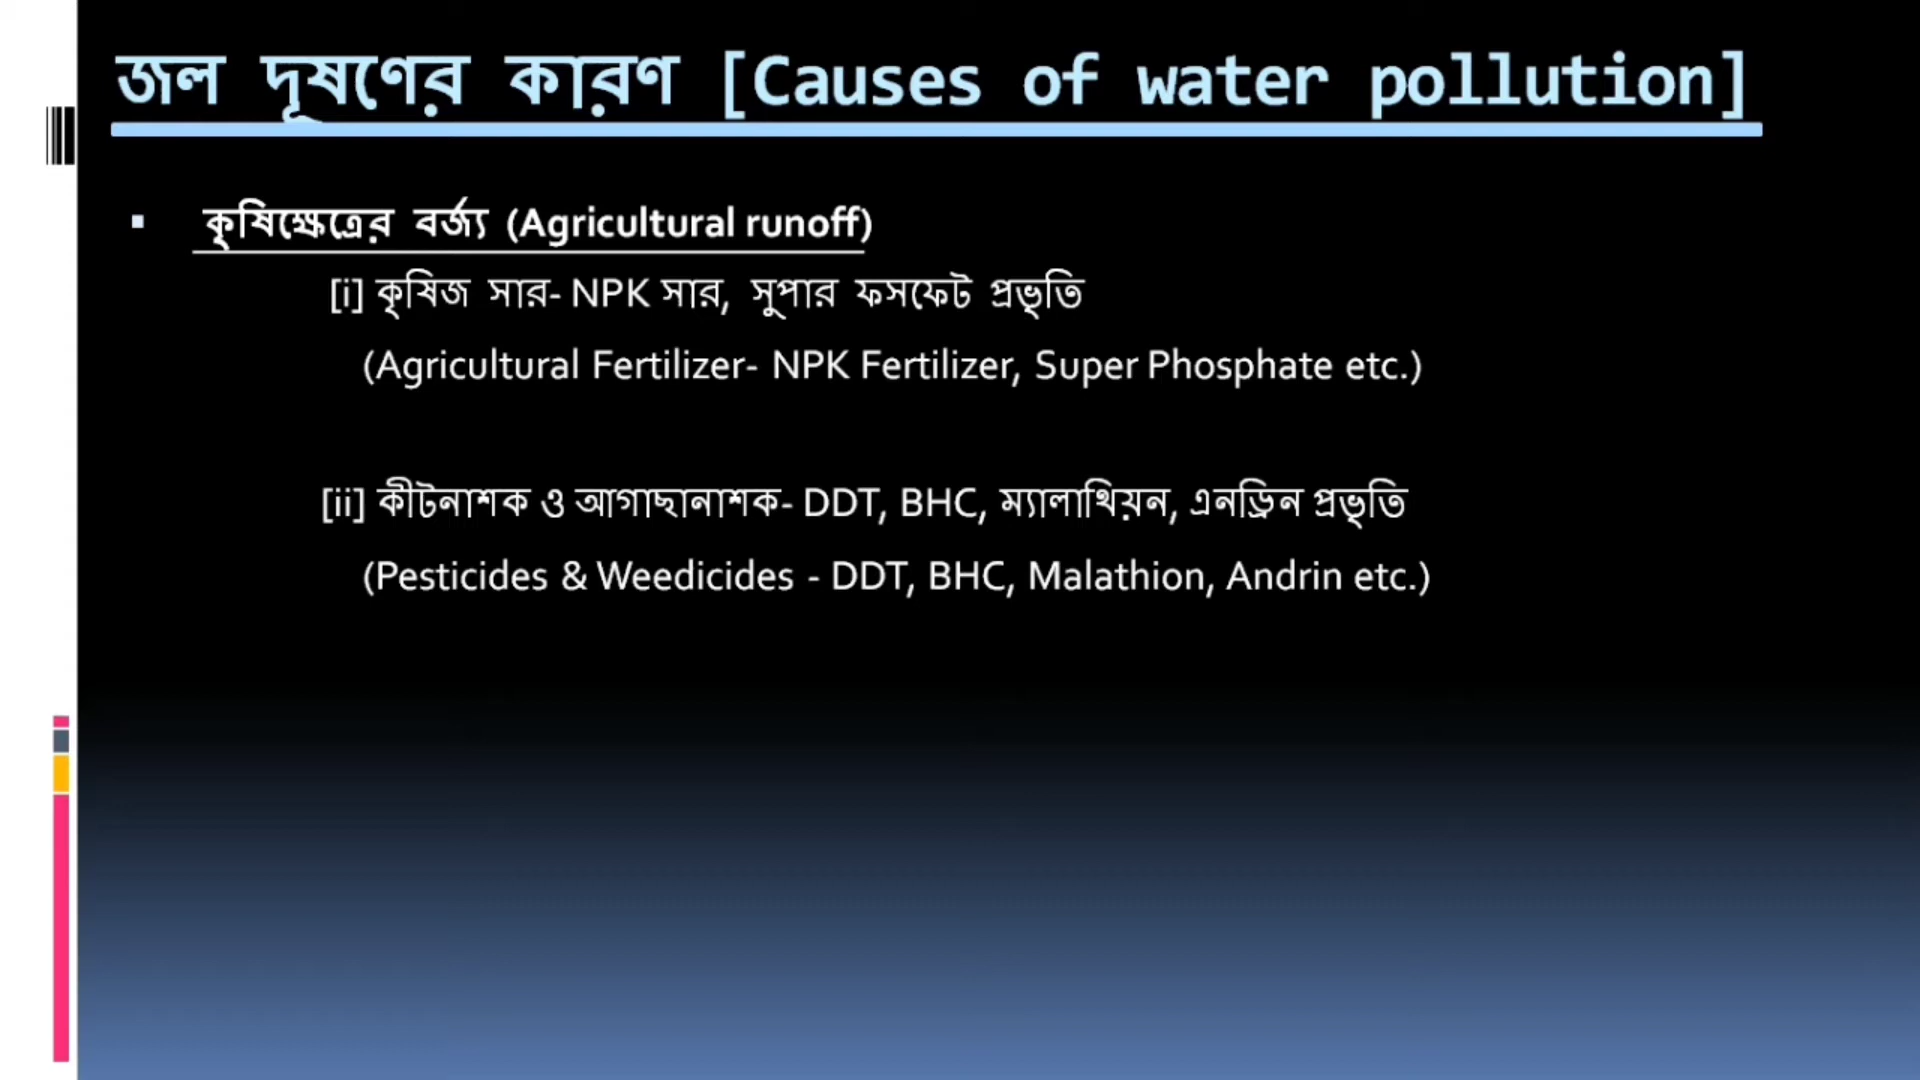 জল দূষণের কারণ [Causes of water pollution]
▪ কৃষিক্ষেত্রের বর্জ্য (Agricultural runoff)
[i] কৃষিজ সার- NPK সার, সুপার ফসফেট প্রভৃতি
(Agricultural Fertilizer- NPK Fertilizer, Super Phosphate etc.)
[ii] কীটনাশক ও আগাছানাশক- DDT, BHC, ম্যালাথিয়ন, এনড্রিন প্রভৃতি
(Pesticides & Weedicides - DDT, BHC, Malathion, Andrin etc.)